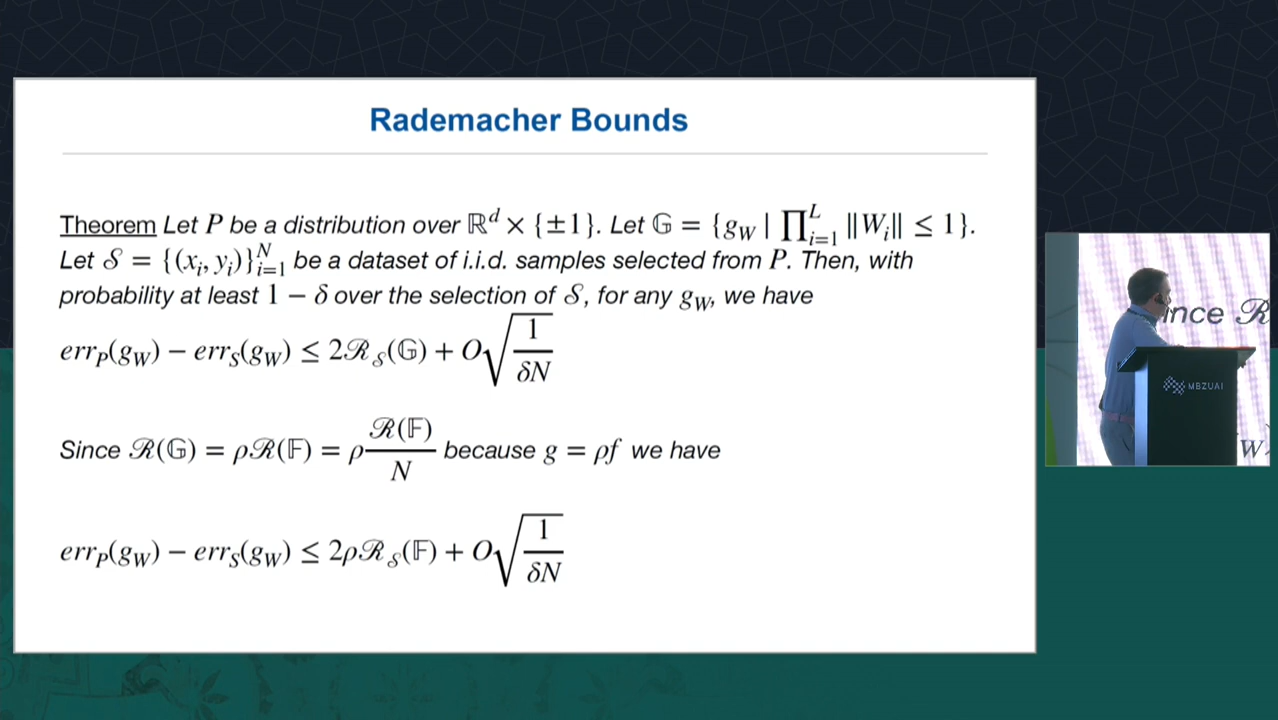 Rademacher Bounds
Theorem Let P be a distribution over ℝ^d × {±1}. Let 𝔾 = {g_W | ∏_{i=1}^{L} ||W_i|| ≤ 1}.
Let 𝒮 = {(x_i, y_i)}_{i=1}^{N} be a dataset of i.i.d. samples selected from P. Then, with
probability at least 1 − δ over the selection of 𝒮, for any g_W, we have
err_P(g_W) − err_S(g_W) ≤ 2ℛ_S(𝔾) + O√(1/δN)
Since ℛ(𝔾) = ρℛ(𝔽) = ρ ℛ(𝔽)/N because g = ρf we have
err_P(g_W) − err_S(g_W) ≤ 2ρℛ_S(𝔽) + O√(1/δN)
ince ℛ
MBZUAI
W